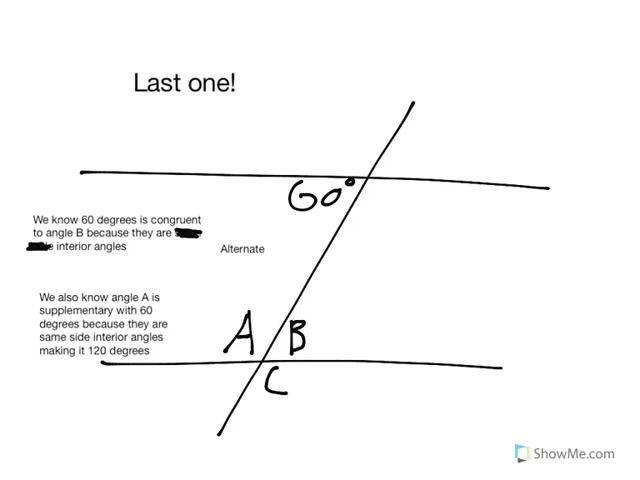 Last one!
60°
We know 60 degrees is congruent
to angle B because they are
interior angles
Alternate
We also know angle A is
supplementary with 60
degrees because they are
same side interior angles
making it 120 degrees
A B
C
ShowMe.com